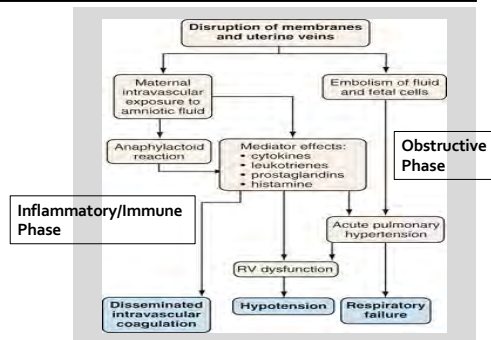 Disruption of membranes
and uterine veins
Maternal
intravascular
exposure to
amniotic fluid
Embolism of fluid
and fetal cells
Anaphylactoid
reaction
Mediator effects:
• cytokines
• leukotrienes
• prostaglandins
• histamine
Obstructive
Phase
Inflammatory/Immune
Phase
Acute pulmonary
hypertension
RV dysfunction
Disseminated
intravascular
coagulation
Hypotension
Respiratory
failure